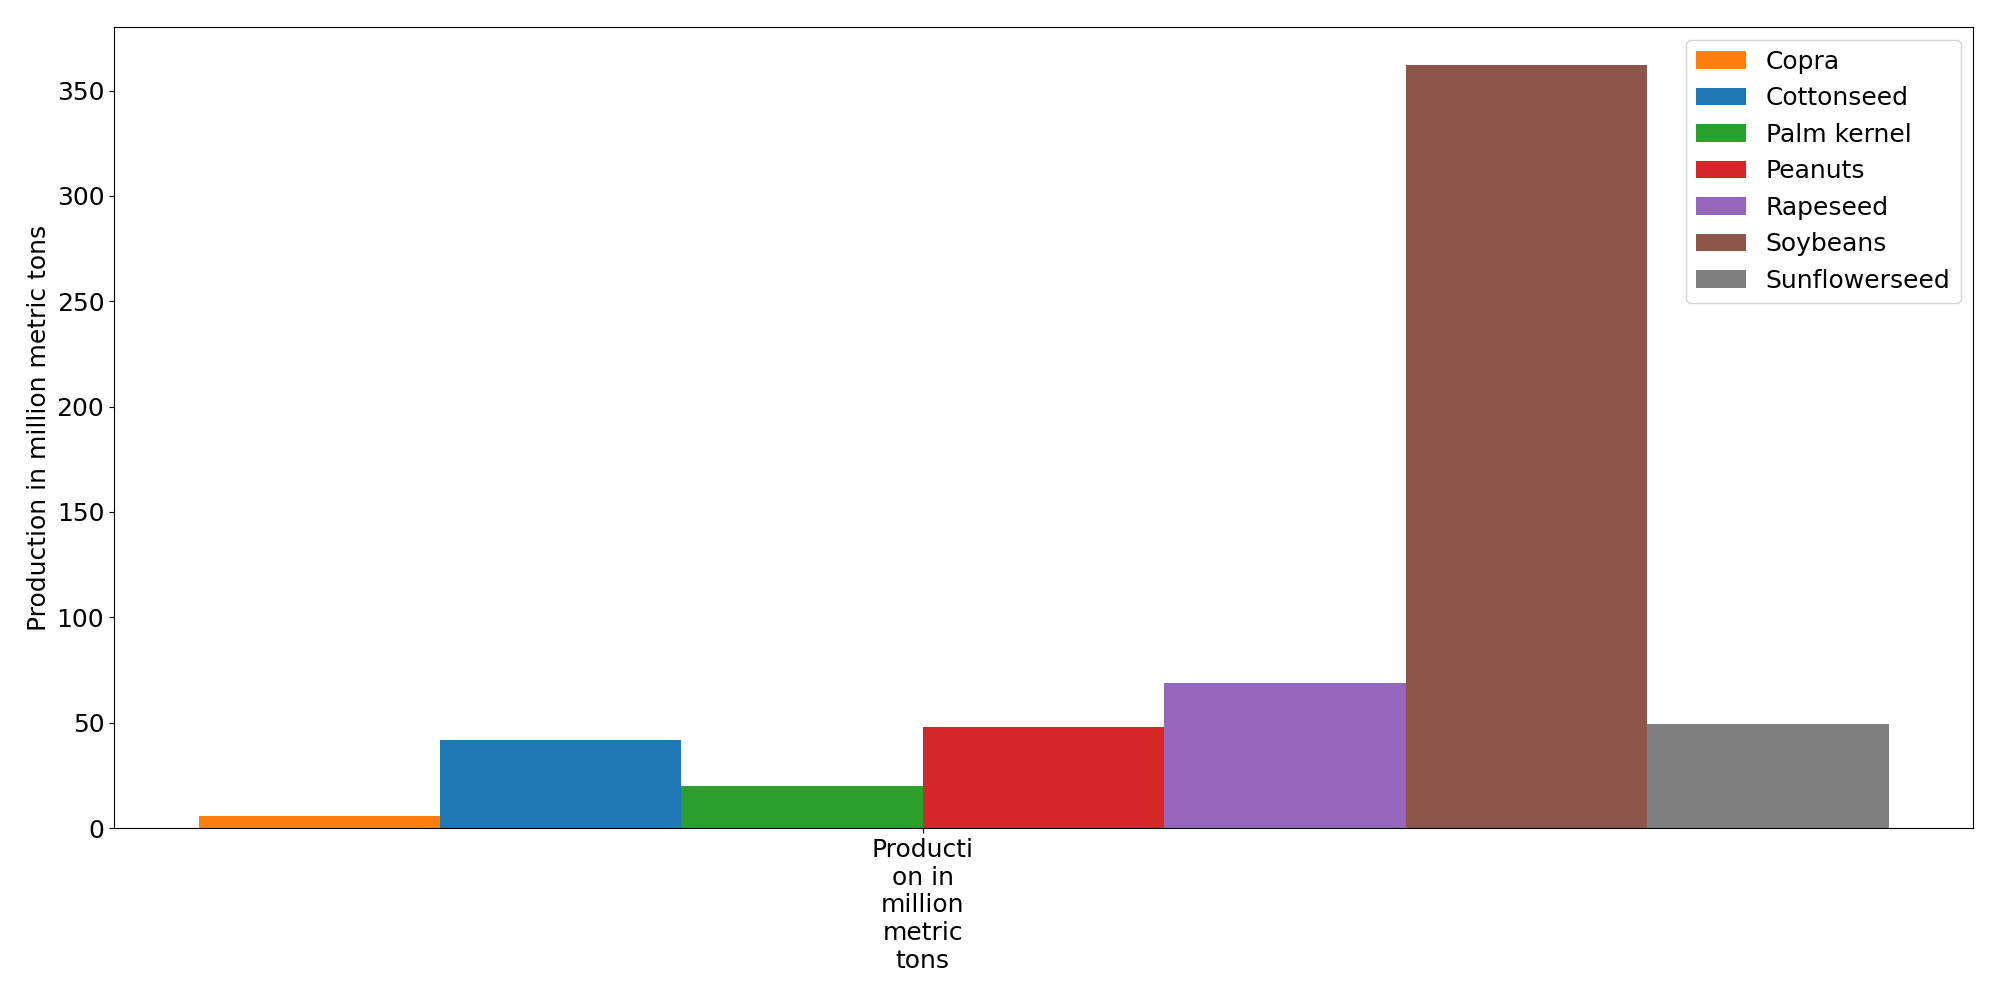 Production in million metric tons
350
300
250
200
150
100
50
0
Copra
Cottonseed
Palm kernel
Peanuts
Rapeseed
Soybeans
Sunflowerseed
Producti
on in
million
metric
tons